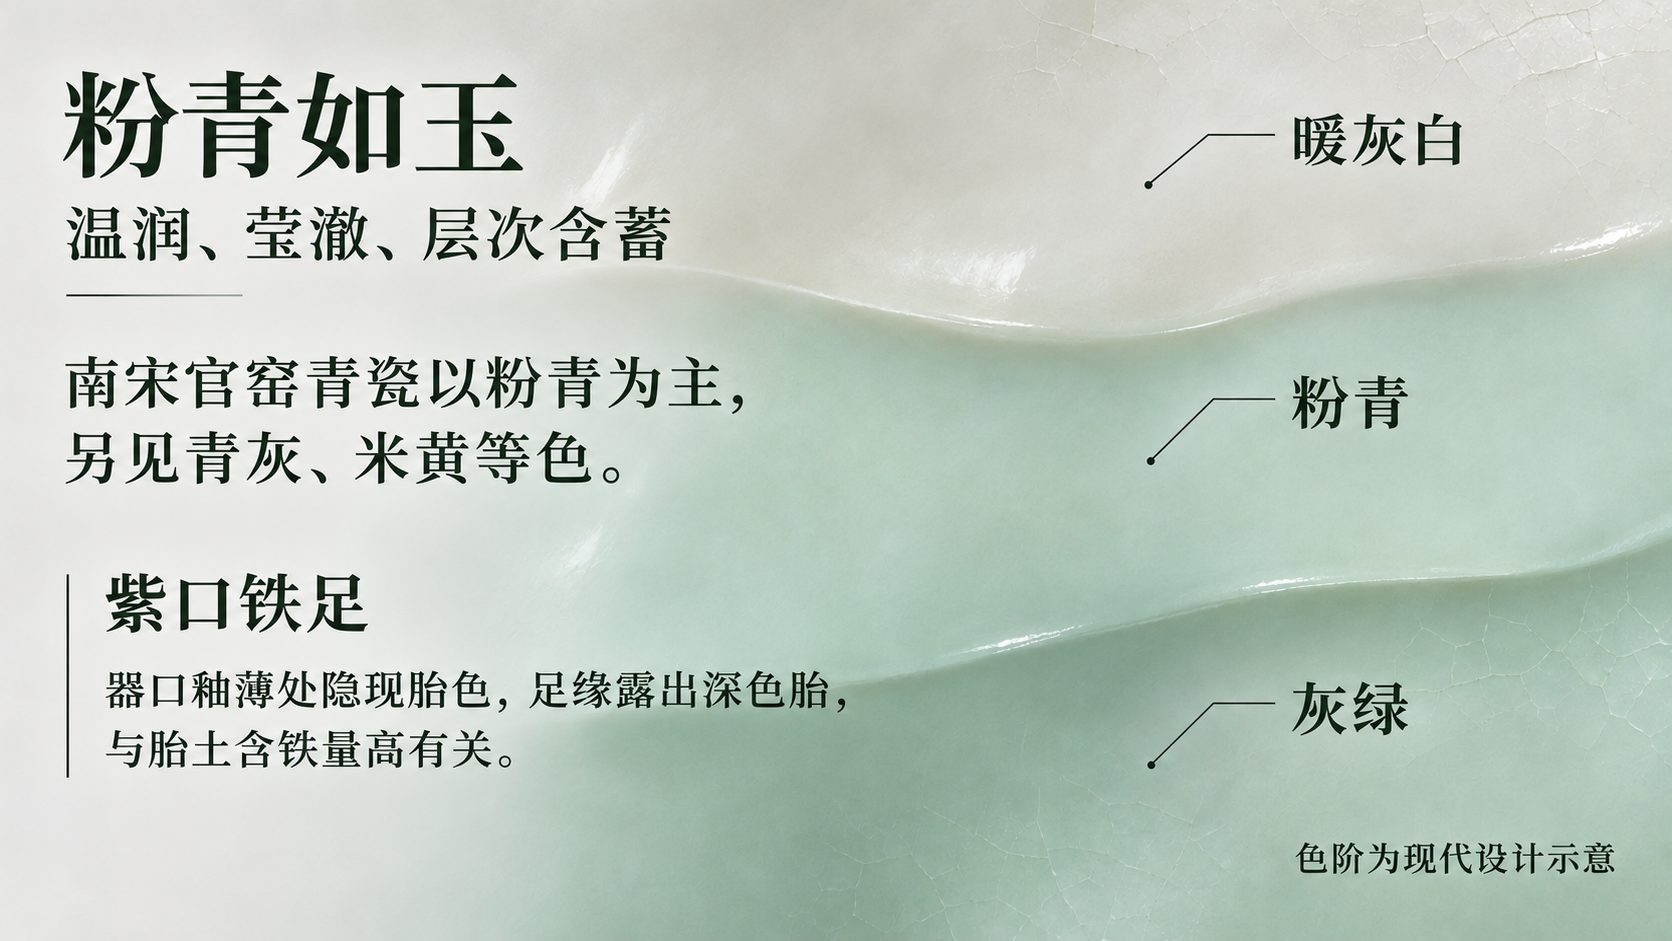 粉青如玉
温润、莹澈、层次含蓄
南宋官窑青瓷以粉青为主，
另见青灰、米黄等色。
紫口铁足
器口釉薄处隐现胎色，足缘露出深色胎，
与胎土含铁量高有关。
暖灰白
粉青
灰绿
色阶为现代设计示意